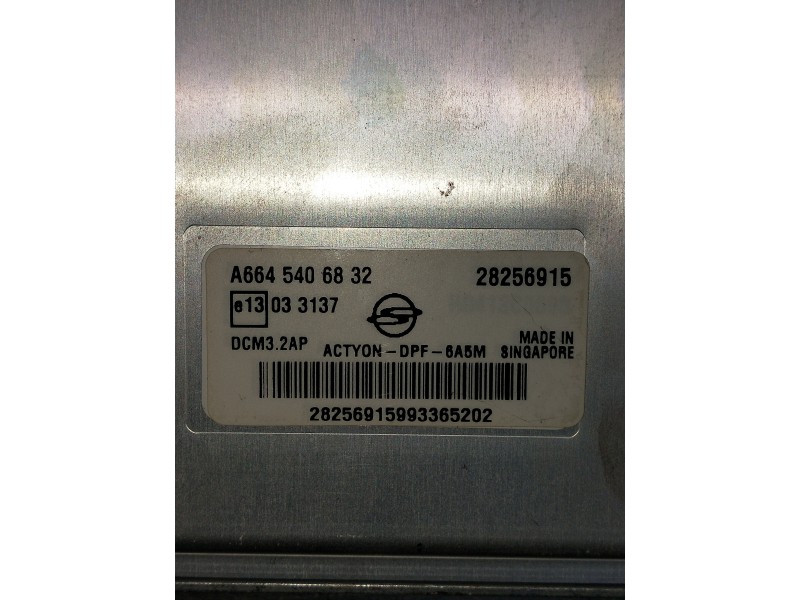 A664 540 68 32 28256915
e13 03 3137
DCM3.2AP ACTYON-DPF-6A5M MADE IN
SINGAPORE
28256915993365202